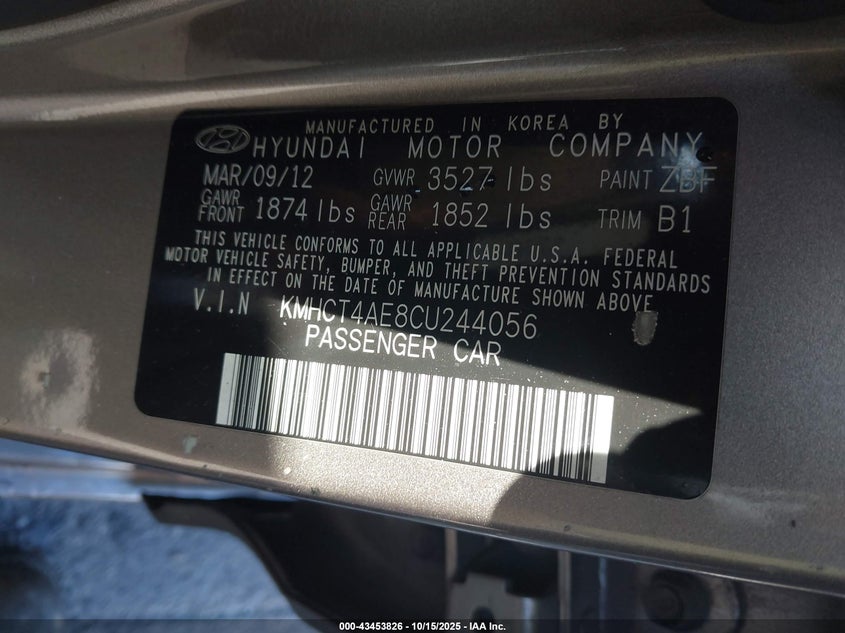 MANUFACTURED IN KOREA BY
HYUNDAI MOTOR COMPANY
MAR/09/12 GVWR 3527 lbs PAINT ZBF
GAWR FRONT 1874 lbs GAWR REAR 1852 lbs TRIM B1
THIS VEHICLE CONFORMS TO ALL APPLICABLE U.S.A. FEDERAL
MOTOR VEHICLE SAFETY, BUMPER, AND THEFT PREVENTION STANDARDS
IN EFFECT ON THE DATE OF MANUFACTURE SHOWN ABOVE.
V.I.N KMHCT4AE8CU244056
PASSENGER CAR
000-43453826 - 10/15/2025 - IAA Inc.